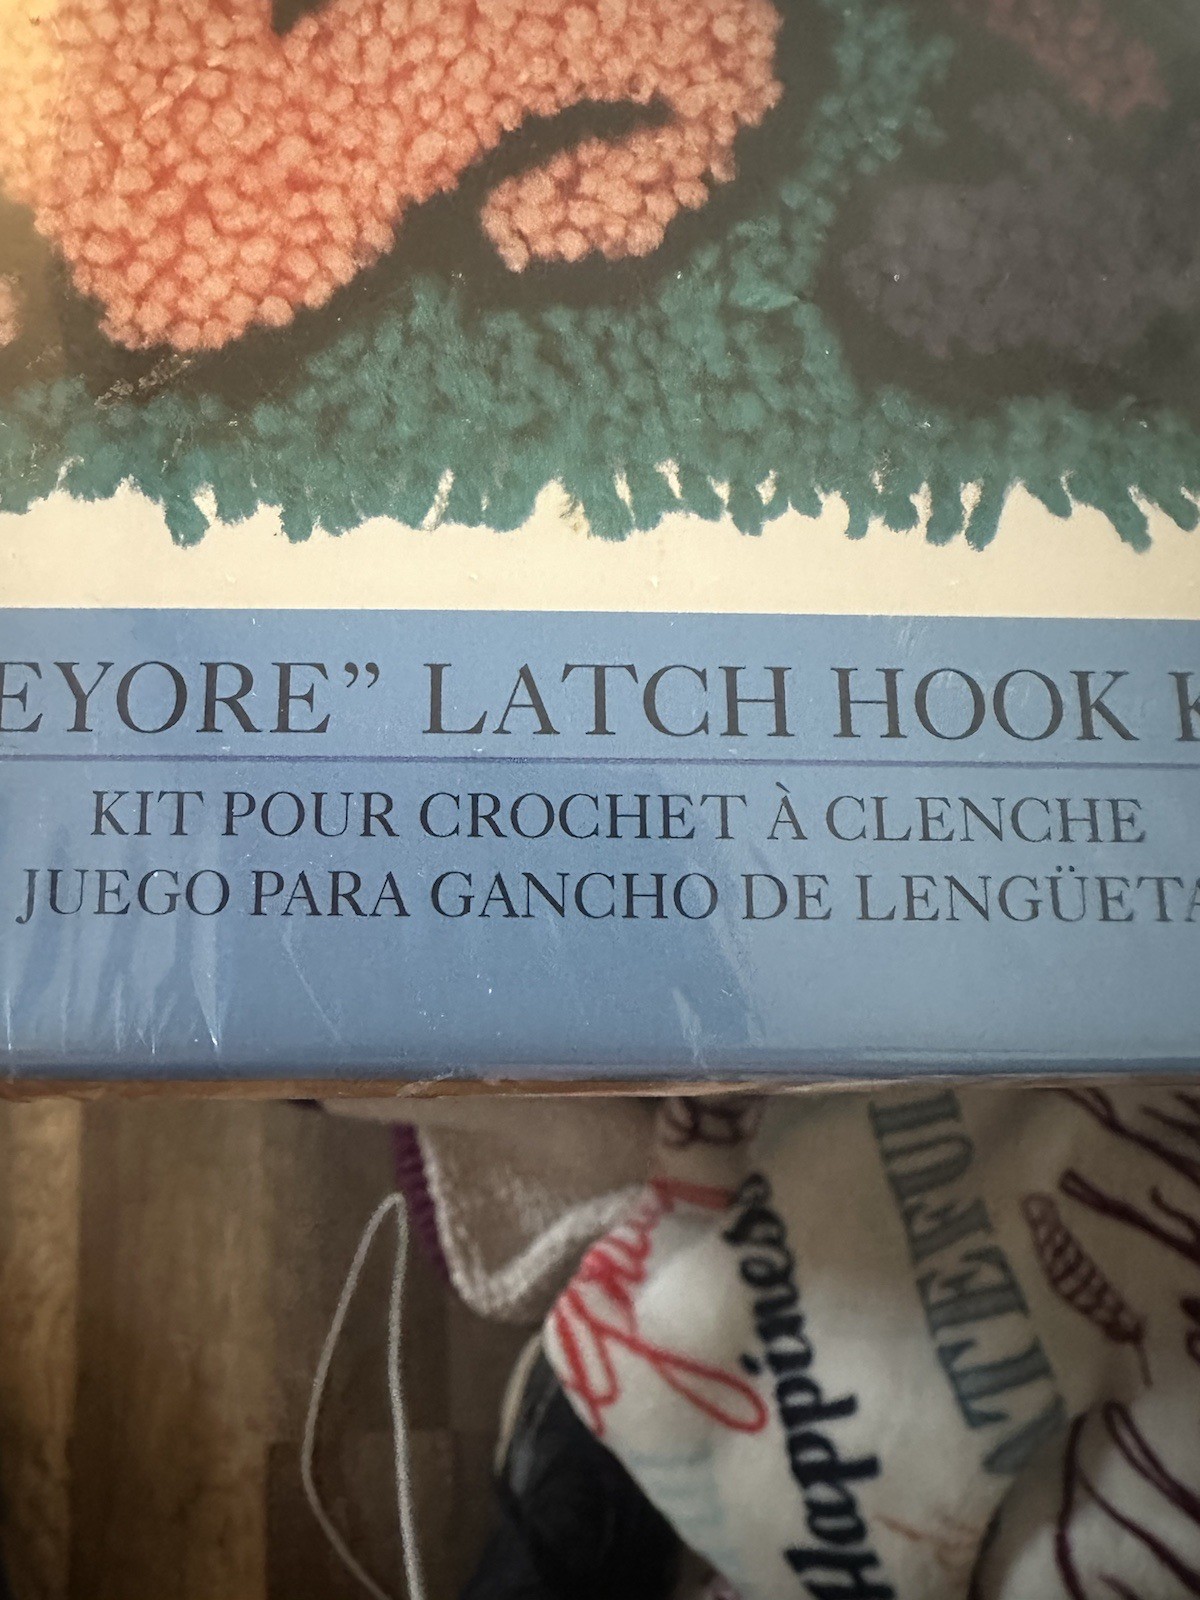 EYORE” LATCH HOOK K
KIT POUR CROCHET À CLENCHE
JUEGO PARA GANCHO DE LENGÜETA
Happiness